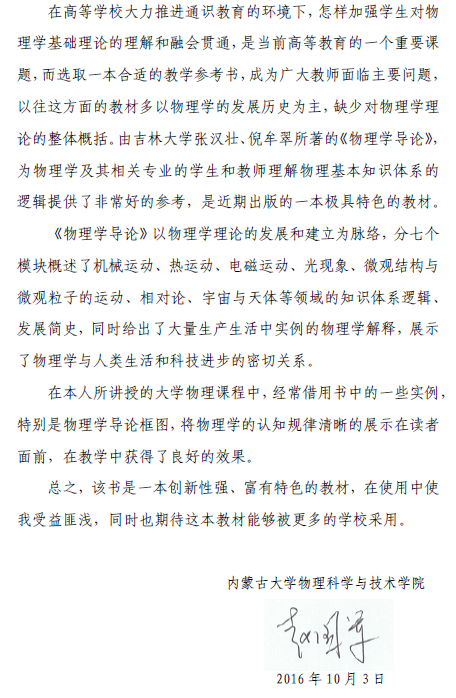 在高等学校大力推进通识教育的环境下，怎样加强学生对物
理学基础理论的理解和融会贯通，是当前高等教育的一个重要课
题，而选取一本合适的教学参考书，成为广大教师面临主要问题，
以往这方面的教材多以物理学的发展历史为主，缺少对物理学理
论的整体概括。由吉林大学张汉壮、倪牟翠所著的《物理学导论》，
为物理学及其相关专业的学生和教师理解物理基本知识体系的
逻辑提供了非常好的参考，是近期出版的一本极具特色的教材。
《物理学导论》以物理学理论的发展和建立为脉络，分七个
模块概述了机械运动、热运动、电磁运动、光现象、微观结构与
微观粒子的运动、相对论、宇宙与天体等领域的知识体系逻辑、
发展简史，同时给出了大量生产生活中实例的物理学解释，展示
了物理学与人类生活和科技进步的密切关系。
在本人所讲授的大学物理课程中，经常借用书中的一些实例，
特别是物理学导论框图，将物理学的认知规律清晰的展示在读者
面前，在教学中获得了良好的效果。
总之，该书是一本创新性强、富有特色的教材，在使用中使
我受益匪浅，同时也期待这本教材能够被更多的学校采用。
内蒙古大学物理科学与技术学院
2016 年 10 月 3 日